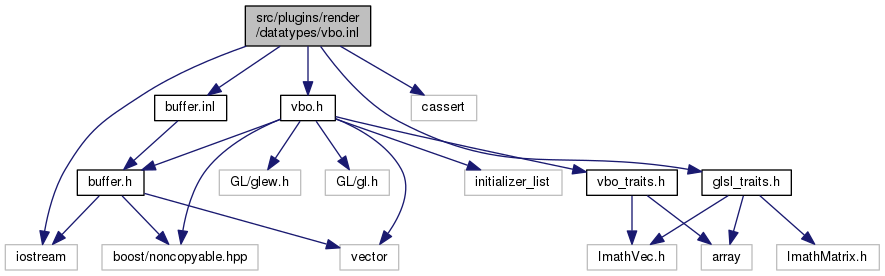 src/plugins/render
/datatypes/vbo.inl
buffer.inl
vbo.h
cassert
buffer.h
GL/glew.h
GL/gl.h
initializer_list
vbo_traits.h
glsl_traits.h
iostream
boost/noncopyable.hpp
vector
ImathVec.h
array
ImathMatrix.h